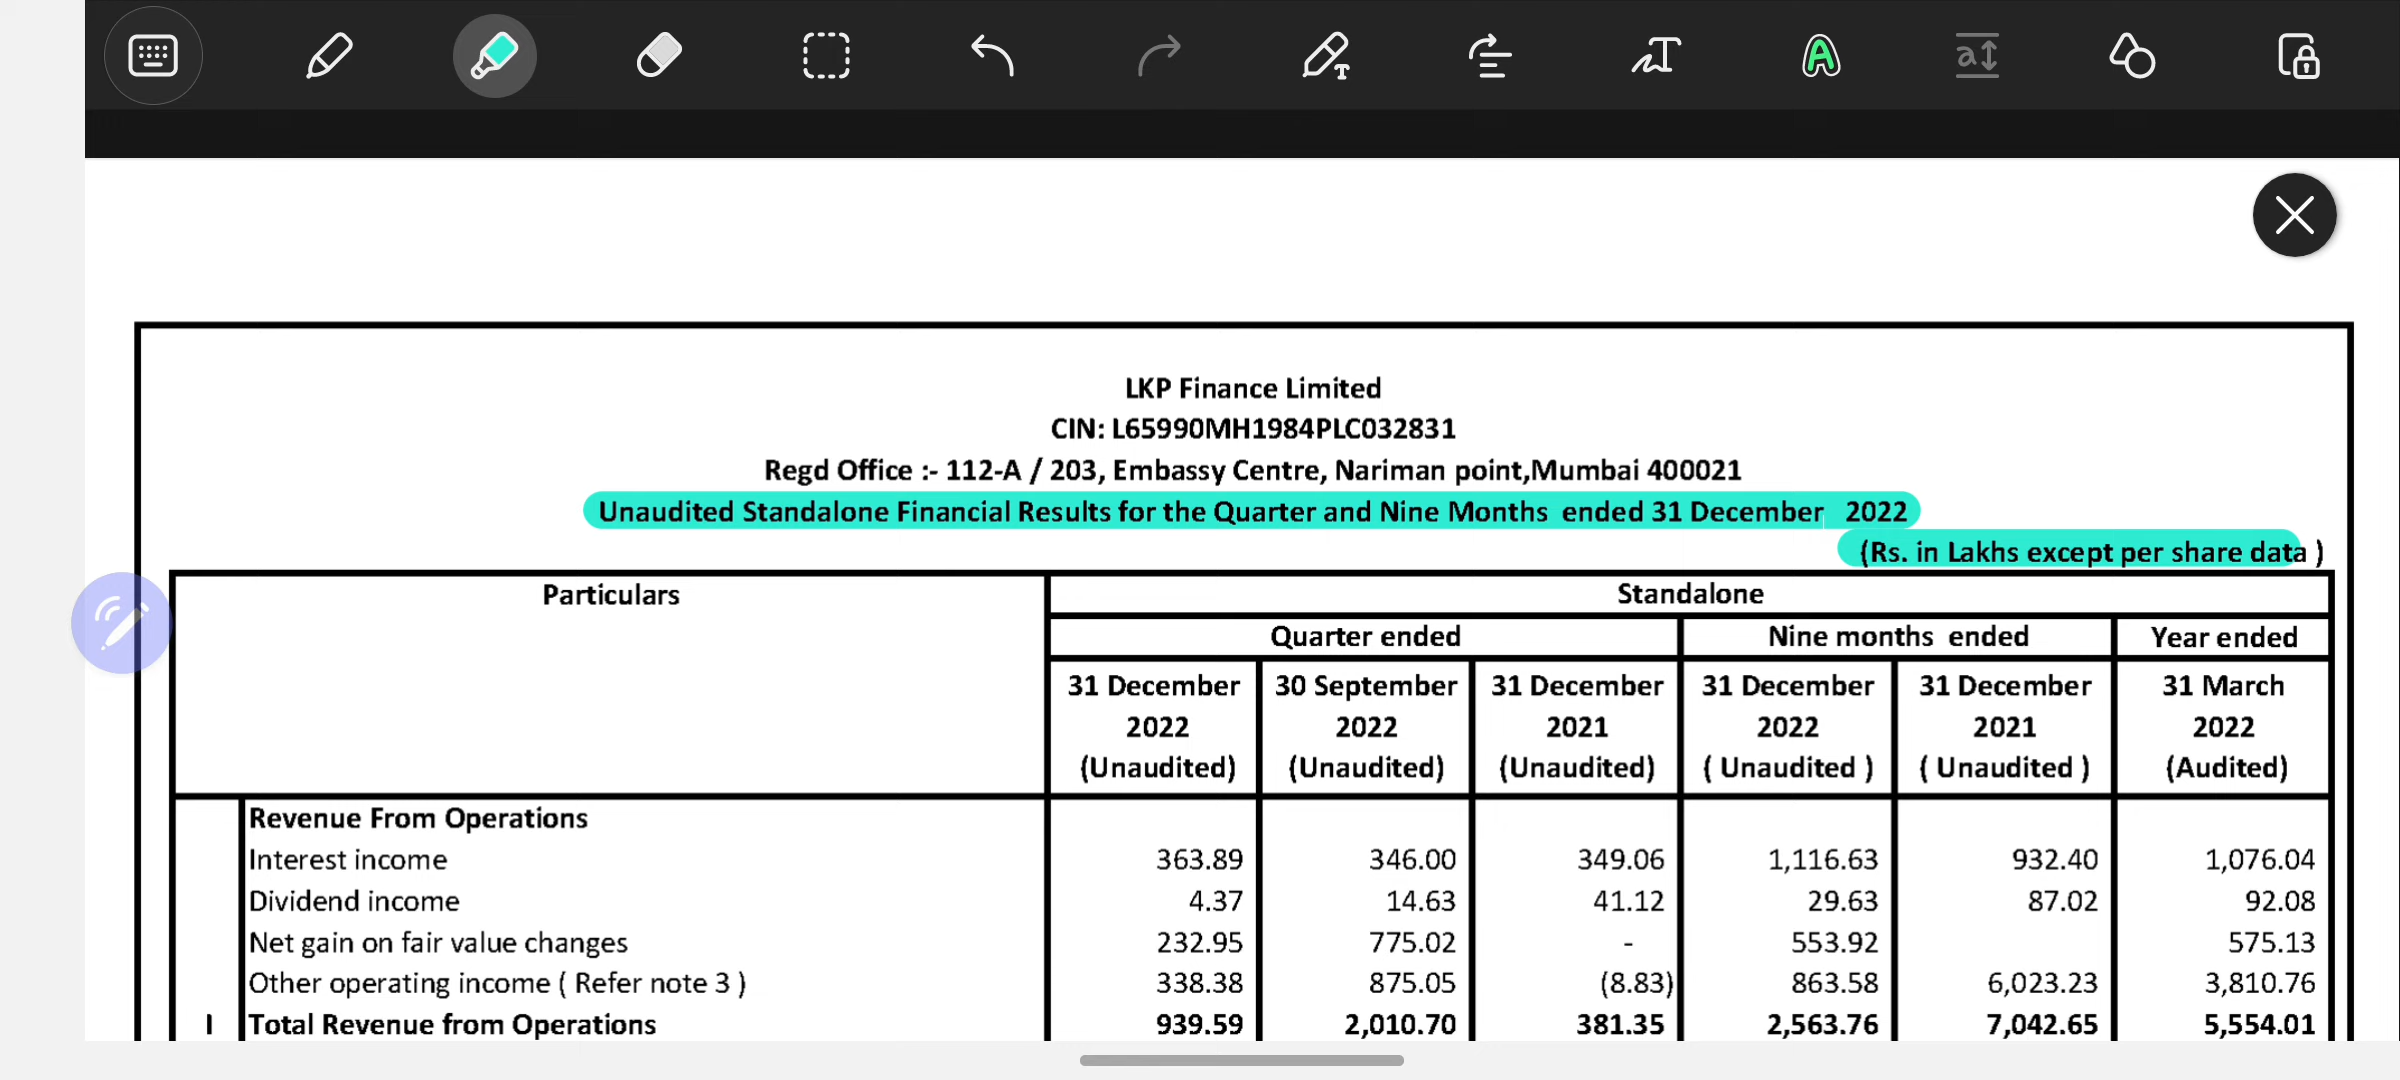 LKP Finance Limited
CIN: L65990MH1984PLC032831
Regd Office :- 112-A / 203, Embassy Centre, Nariman point,Mumbai 400021
Unaudited Standalone Financial Results for the Quarter and Nine Months ended 31 December 2022
(Rs. in Lakhs except per share data )
Particulars Standalone
Quarter ended Nine months ended Year ended
31 December 30 September 31 December 31 December 31 December 31 March
2022 2022 2021 2022 2021 2022
(Unaudited) (Unaudited) (Unaudited) ( Unaudited ) ( Unaudited ) (Audited)
Revenue From Operations
Interest income 363.89 346.00 349.06 1,116.63 932.40 1,076.04
Dividend income 4.37 14.63 41.12 29.63 87.02 92.08
Net gain on fair value changes 232.95 775.02 - 553.92 575.13
Other operating income ( Refer note 3 ) 338.38 875.05 (8.83) 863.58 6,023.23 3,810.76
I Total Revenue from Operations 939.59 2,010.70 381.35 2,563.76 7,042.65 5,554.01